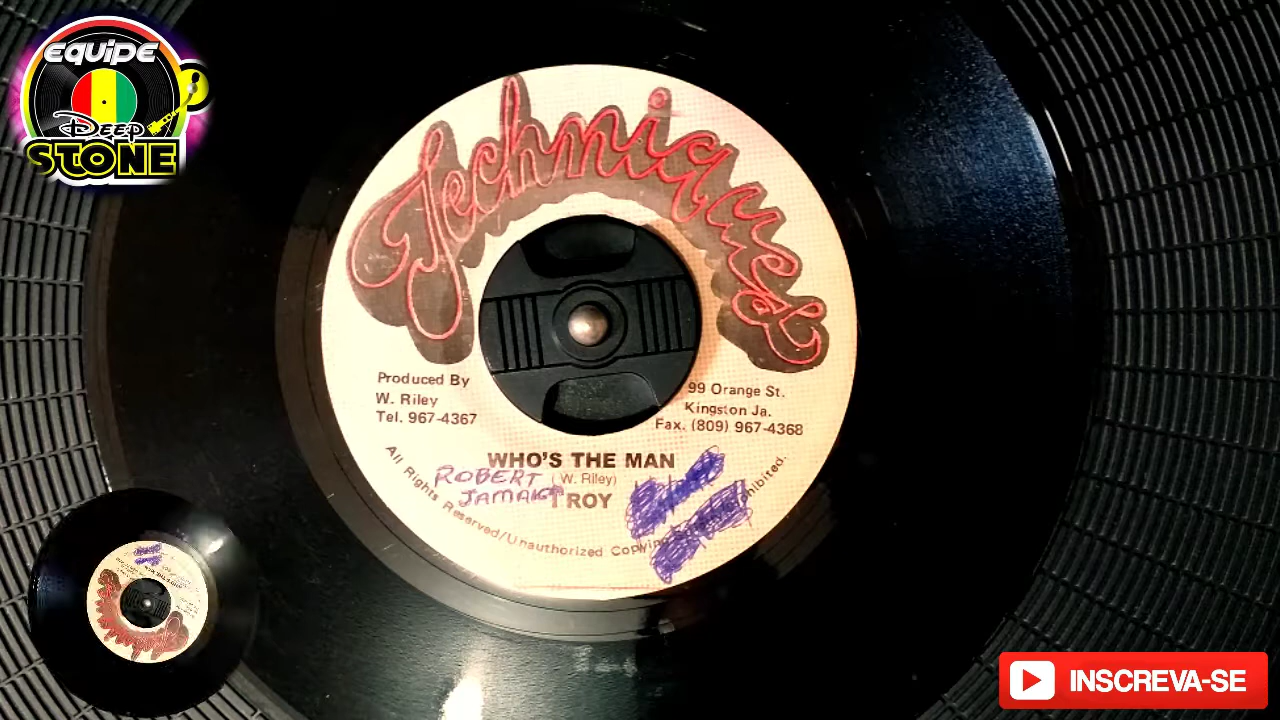 EQUIPE
DEEP
STONE
Techniques
Produced By
W. Riley
Tel. 967-4367
99 Orange St.
Kingston Ja.
Fax. (809) 967-4368
WHO'S THE MAN
(W. Riley)
ROBERT
JAMAKA
TROY
All Rights Reserved/Unauthorized Copying
INSCREVA-SE